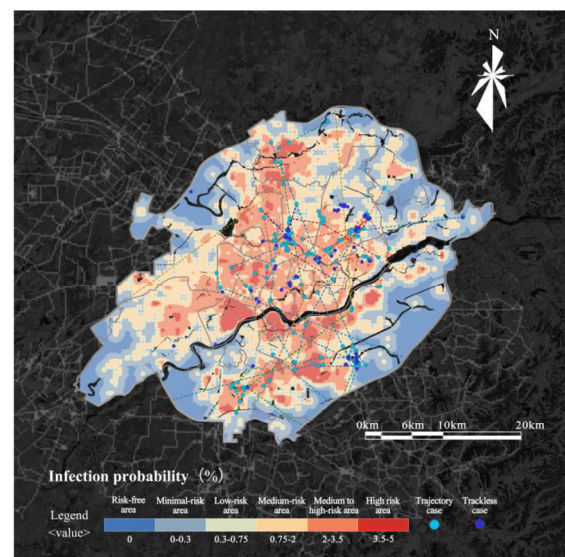 N
0km 6km 10km 20km
Infection probability (%)
Risk-free area Minimal-risk area Low-risk area Medium-risk area Medium to high-risk area High risk area Trajectory case Trackless case
Legend
<value>
0 0-0.3 0.3-0.75 0.75-2 2-3.5 3.5-5